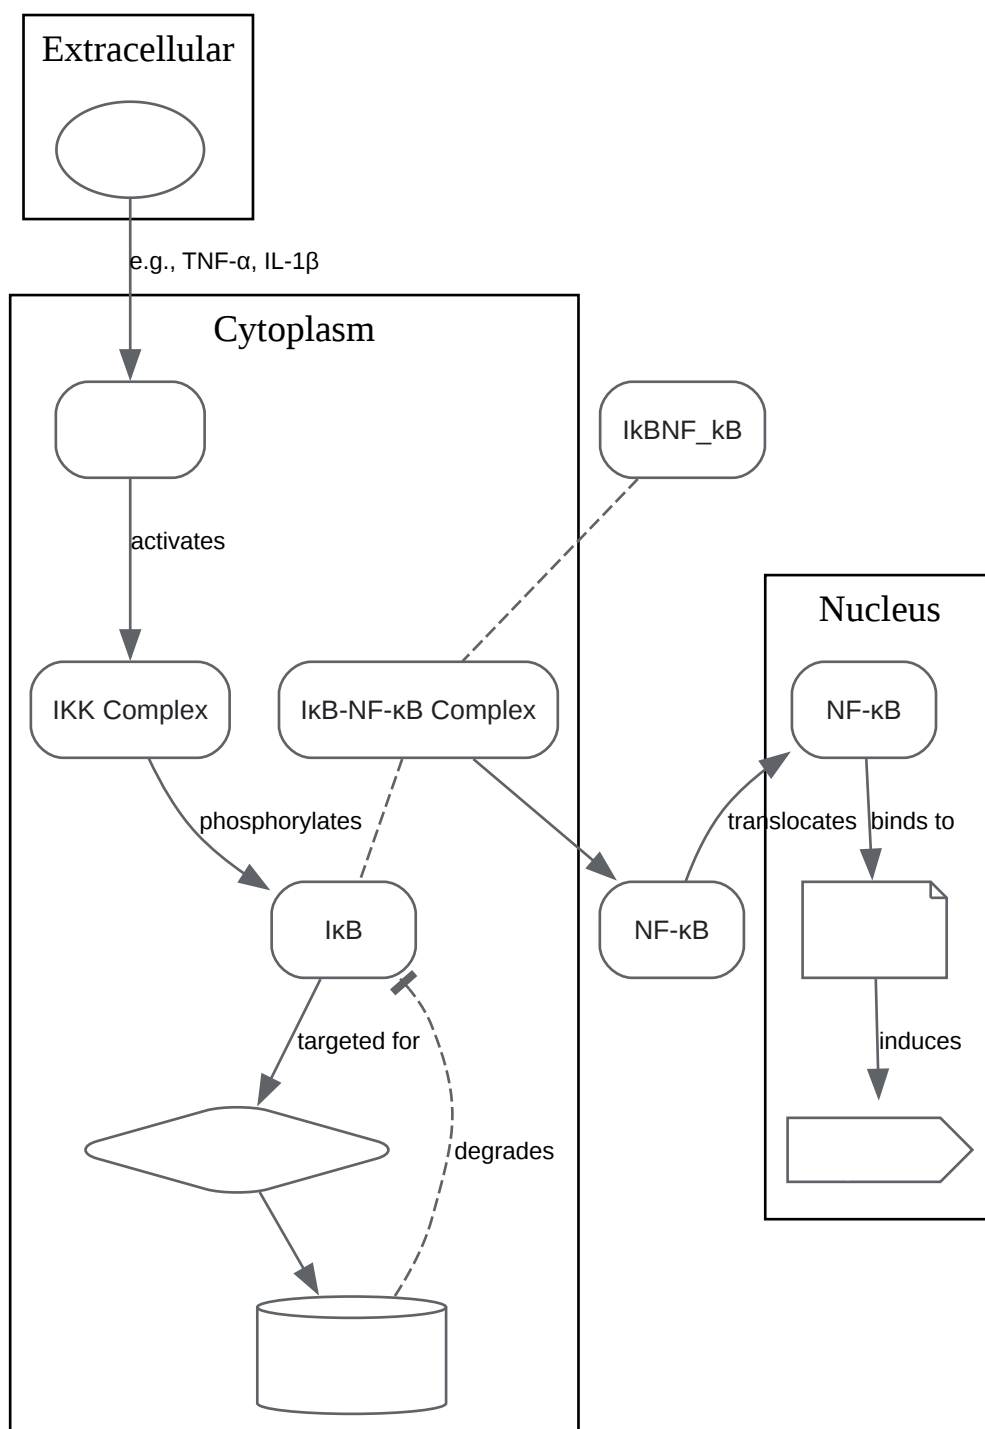 Extracellular
e.g., TNF-α, IL-1β
Cytoplasm
IkBNF_kB
activates
Nucleus
IKK Complex
IκB-NF-κB Complex
NF-κB
phosphorylates
translocates
binds to
IκB
NF-κB
targeted for
induces
degrades